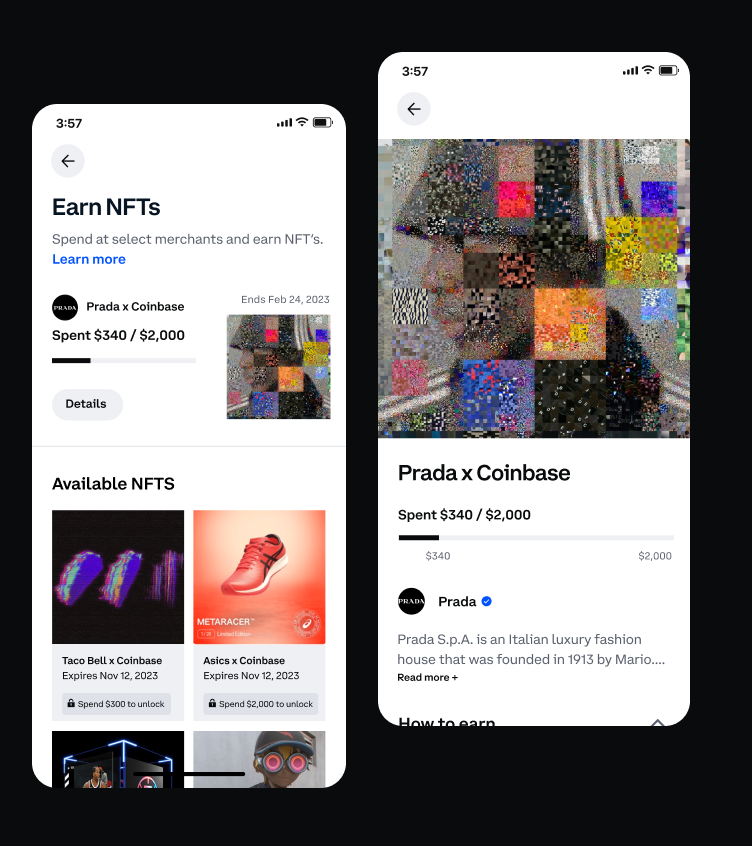 3:57
Earn NFTs
Spend at select merchants and earn NFT's.
Learn more
PRADA
Prada x Coinbase
Ends Feb 24, 2023
Spent $340 / $2,000
Details
Available NFTS
METARACER™
1/20 Limited Edition
Taco Bell x Coinbase
Expires Nov 12, 2023
Spend $300 to unlock
Asics x Coinbase
Expires Nov 12, 2023
Spend $2,000 to unlock
3:57
Prada x Coinbase
Spent $340 / $2,000
$340
$2,000
PRADA
Prada
Prada S.p.A. is an Italian luxury fashion
house that was founded in 1913 by Mario....
Read more +
How to earn